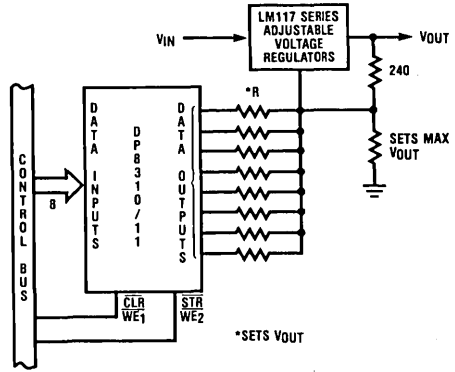 LM117 SERIES
ADJUSTABLE
VOLTAGE
REGULATORS
VIN
VOUT
240
*R
SETS MAX
VOUT
CONTROL BUS
8
DATA INPUTS
DP8310/11
DATA OUTPUTS
CLR
WE1
STR
WE2
*SETS VOUT